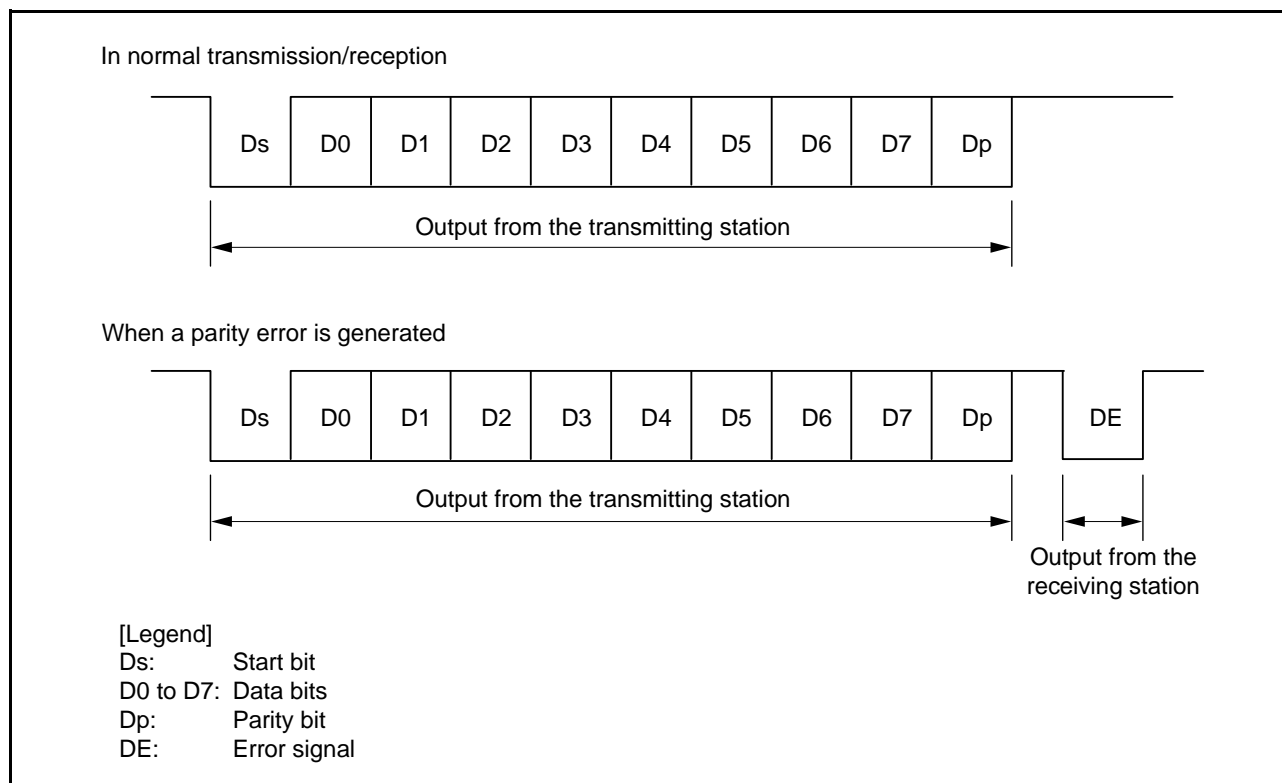 In normal transmission/reception
Ds D0 D1 D2 D3 D4 D5 D6 D7 Dp
Output from the transmitting station
When a parity error is generated
Ds D0 D1 D2 D3 D4 D5 D6 D7 Dp DE
Output from the transmitting station
Output from the
receiving station
[Legend]
Ds: Start bit
D0 to D7: Data bits
Dp: Parity bit
DE: Error signal